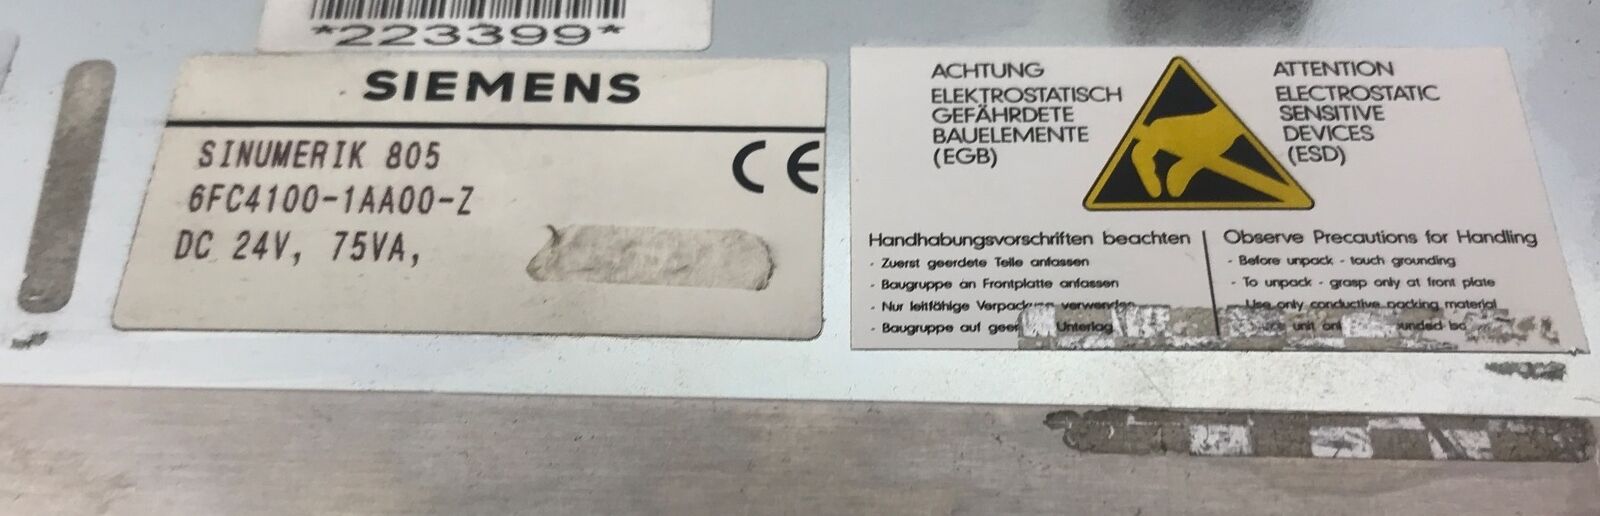 *223399*
SIEMENS
SINUMERIK 805
6FC4100-1AA00-Z
DC 24V, 75VA,
CE
ACHTUNG
ELEKTROSTATISCH
GEFÄHRDETE
BAUELEMENTE
(EGB)
ATTENTION
ELECTROSTATIC
SENSITIVE
DEVICES
(ESD)
Handhabungsvorschriften beachten
- Zuerst geerdete Teile anfassen
- Baugruppe an Frontplatte anfassen
- Nur leitfähige Verpackung verwenden
- Baugruppe auf
Observe Precautions for Handling
- Before unpack - touch grounding
- To unpack - grasp only at front plate
- Use only conductive packing material
unit